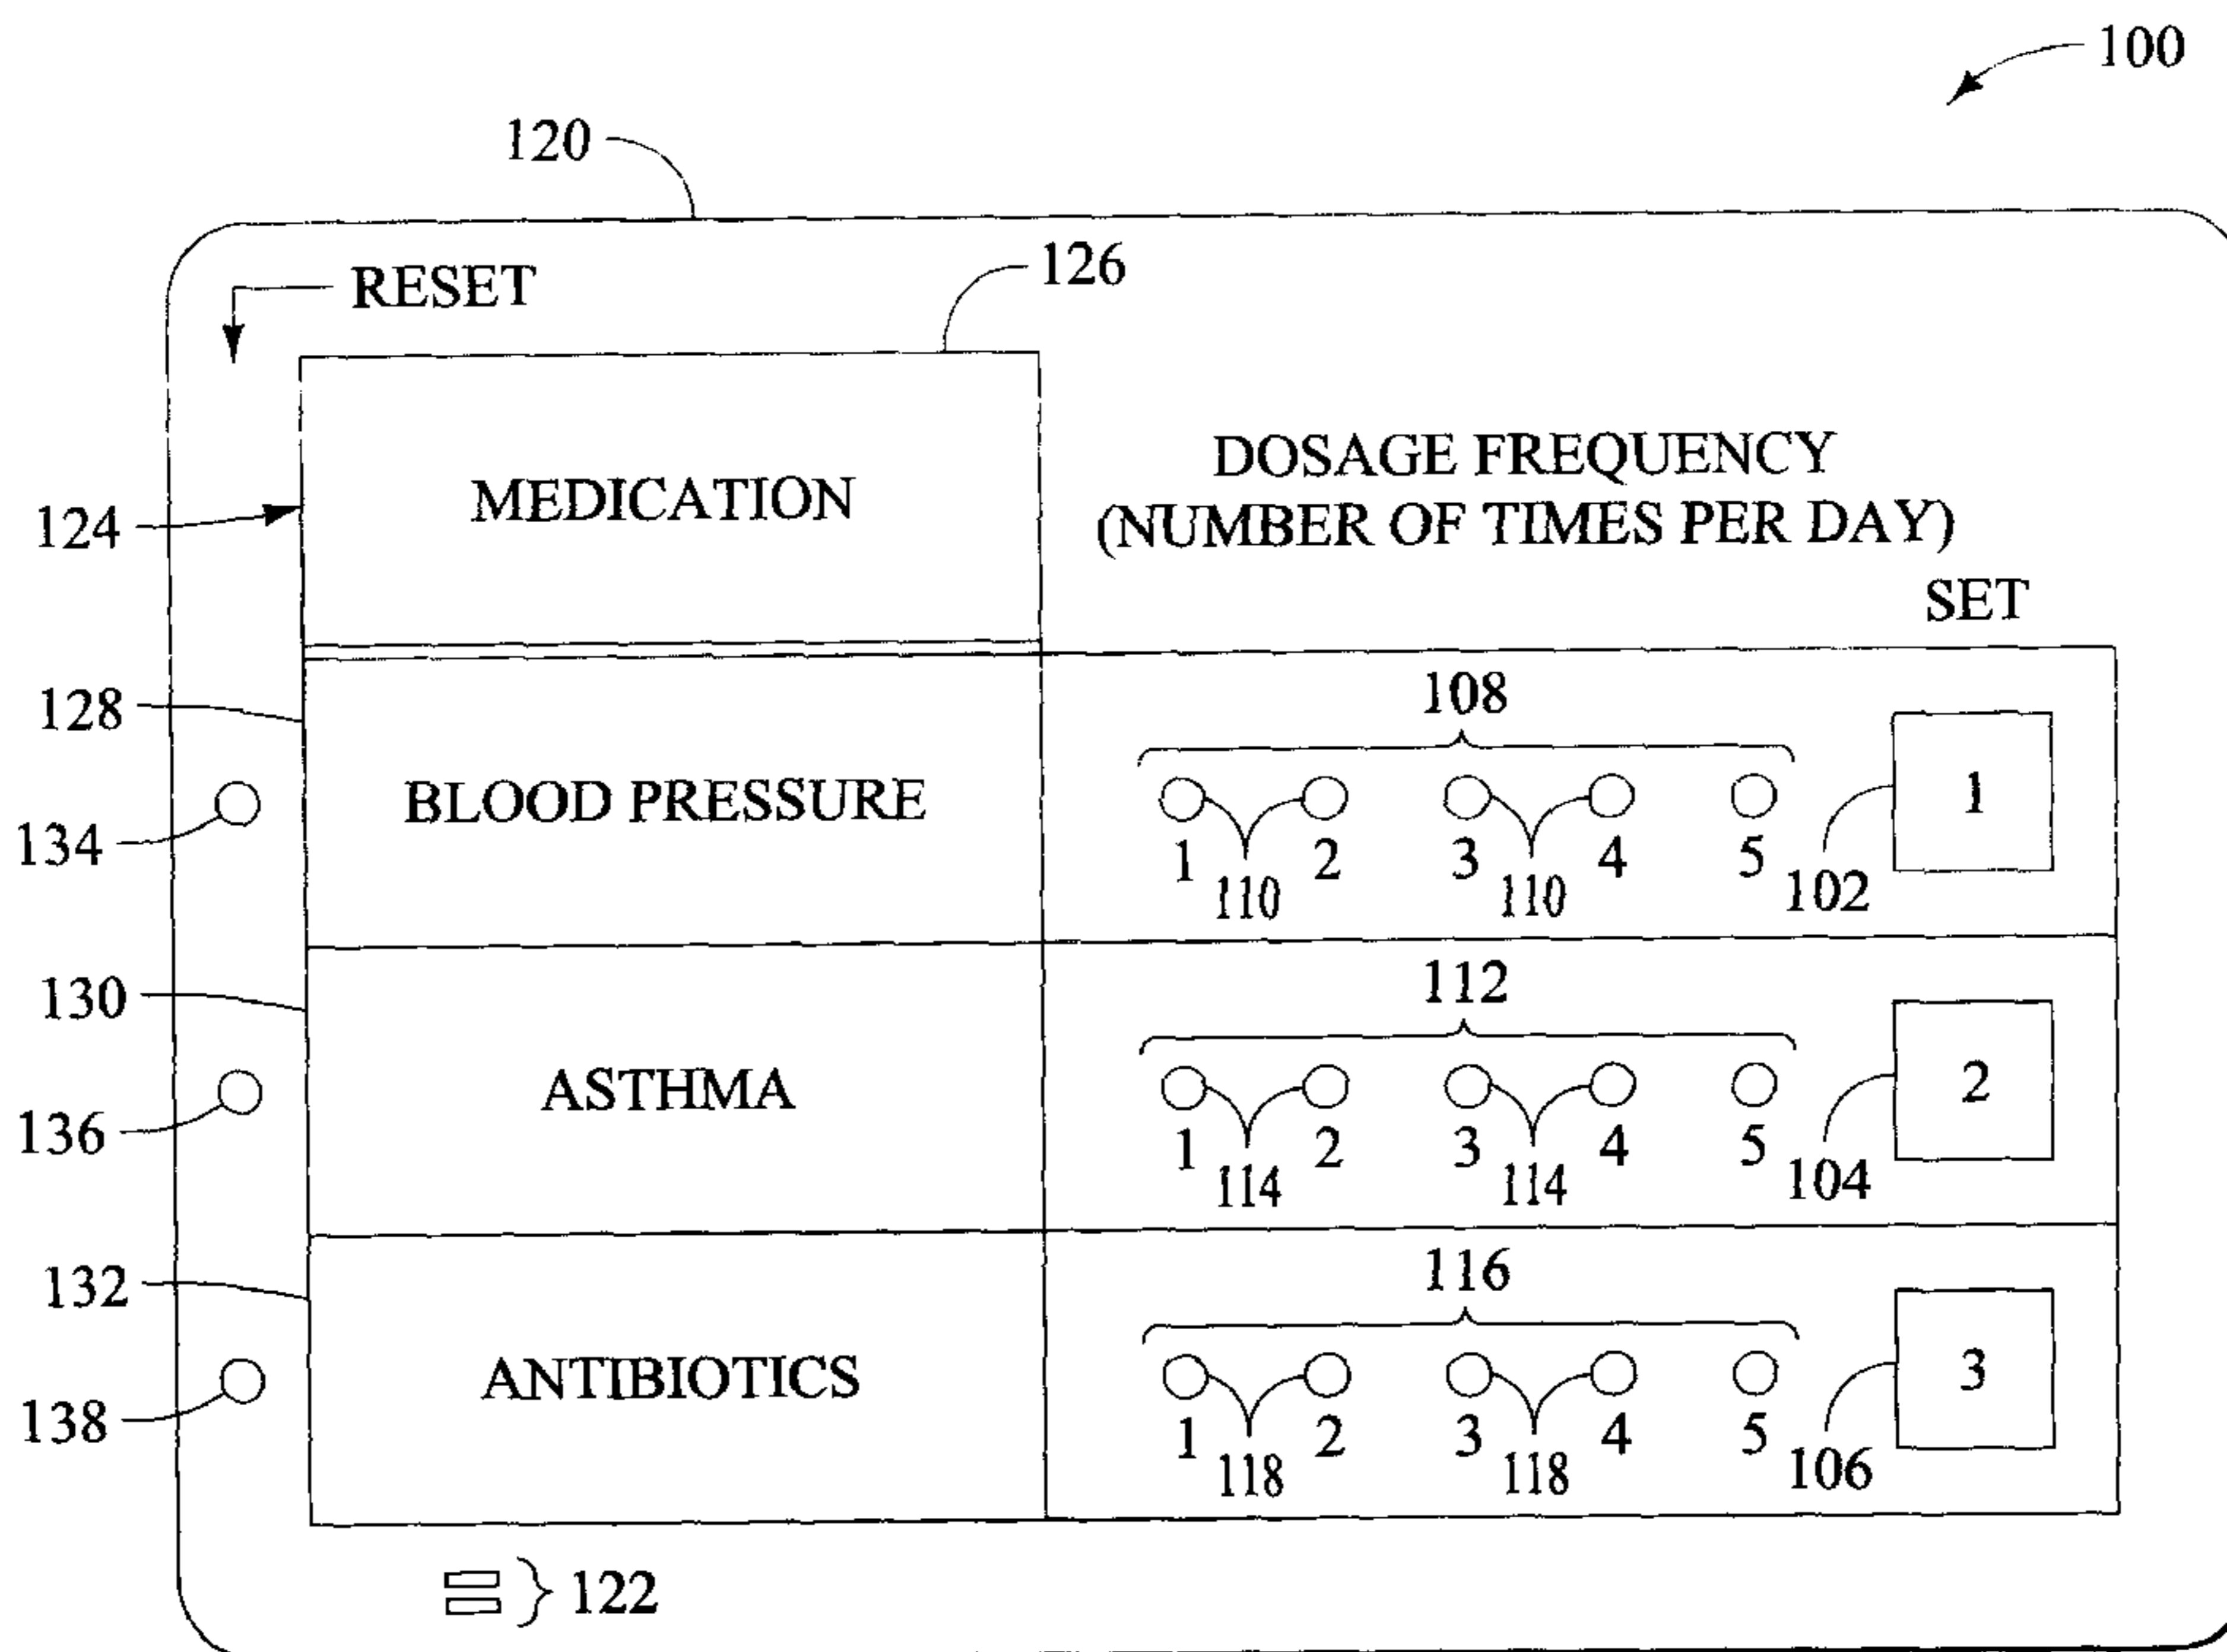 100
120
RESET
126
MEDICATION
DOSAGE FREQUENCY
(NUMBER OF TIMES PER DAY)
124
SET
128
108
BLOOD PRESSURE
1
134
1 2 3 4 5
110 110
102
130
112
ASTHMA
2
136
1 2 3 4 5
114 114
104
132
116
ANTIBIOTICS
3
138
1 2 3 4 5
118 118
106
122